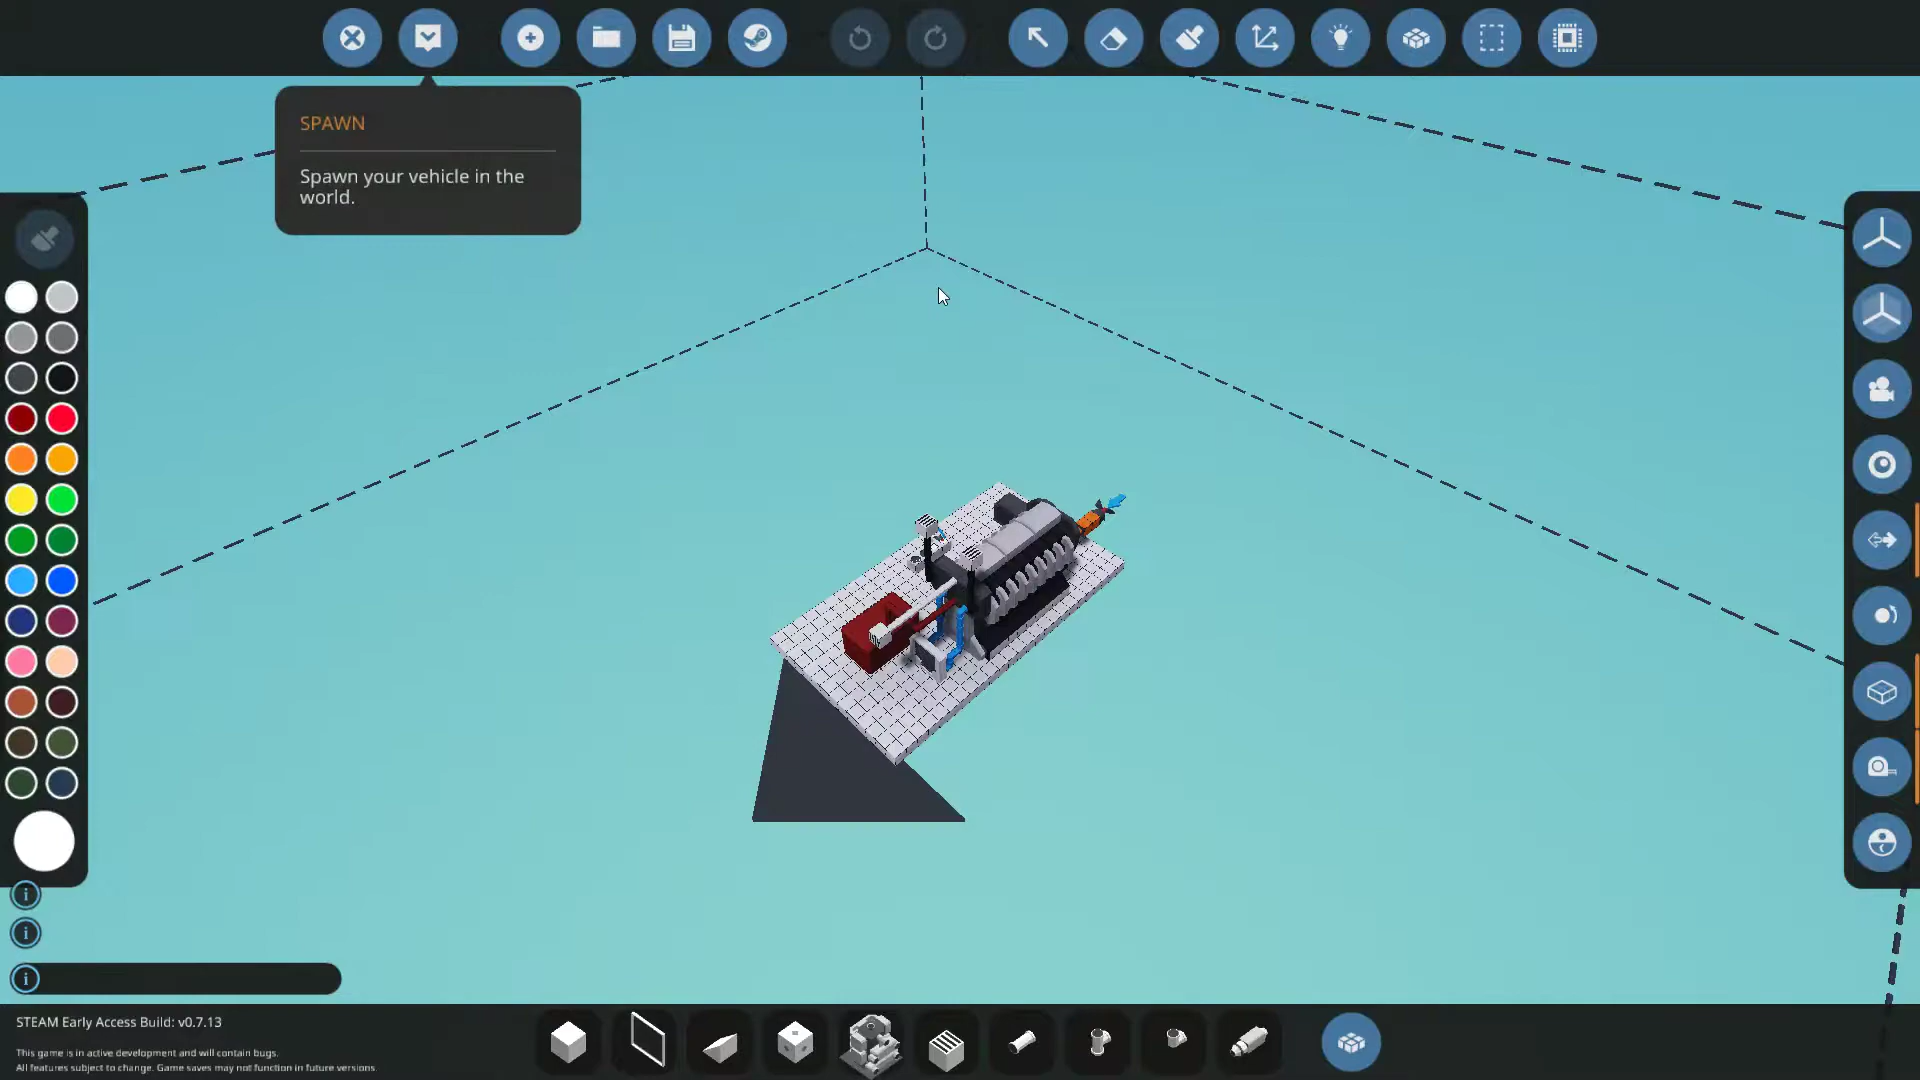 SPAWN
Spawn your vehicle in the
world.
STEAM Early Access Build: v0.7.13
This game is in active development and will contain bugs.
All features subject to change. Game saves may not function in future versions.